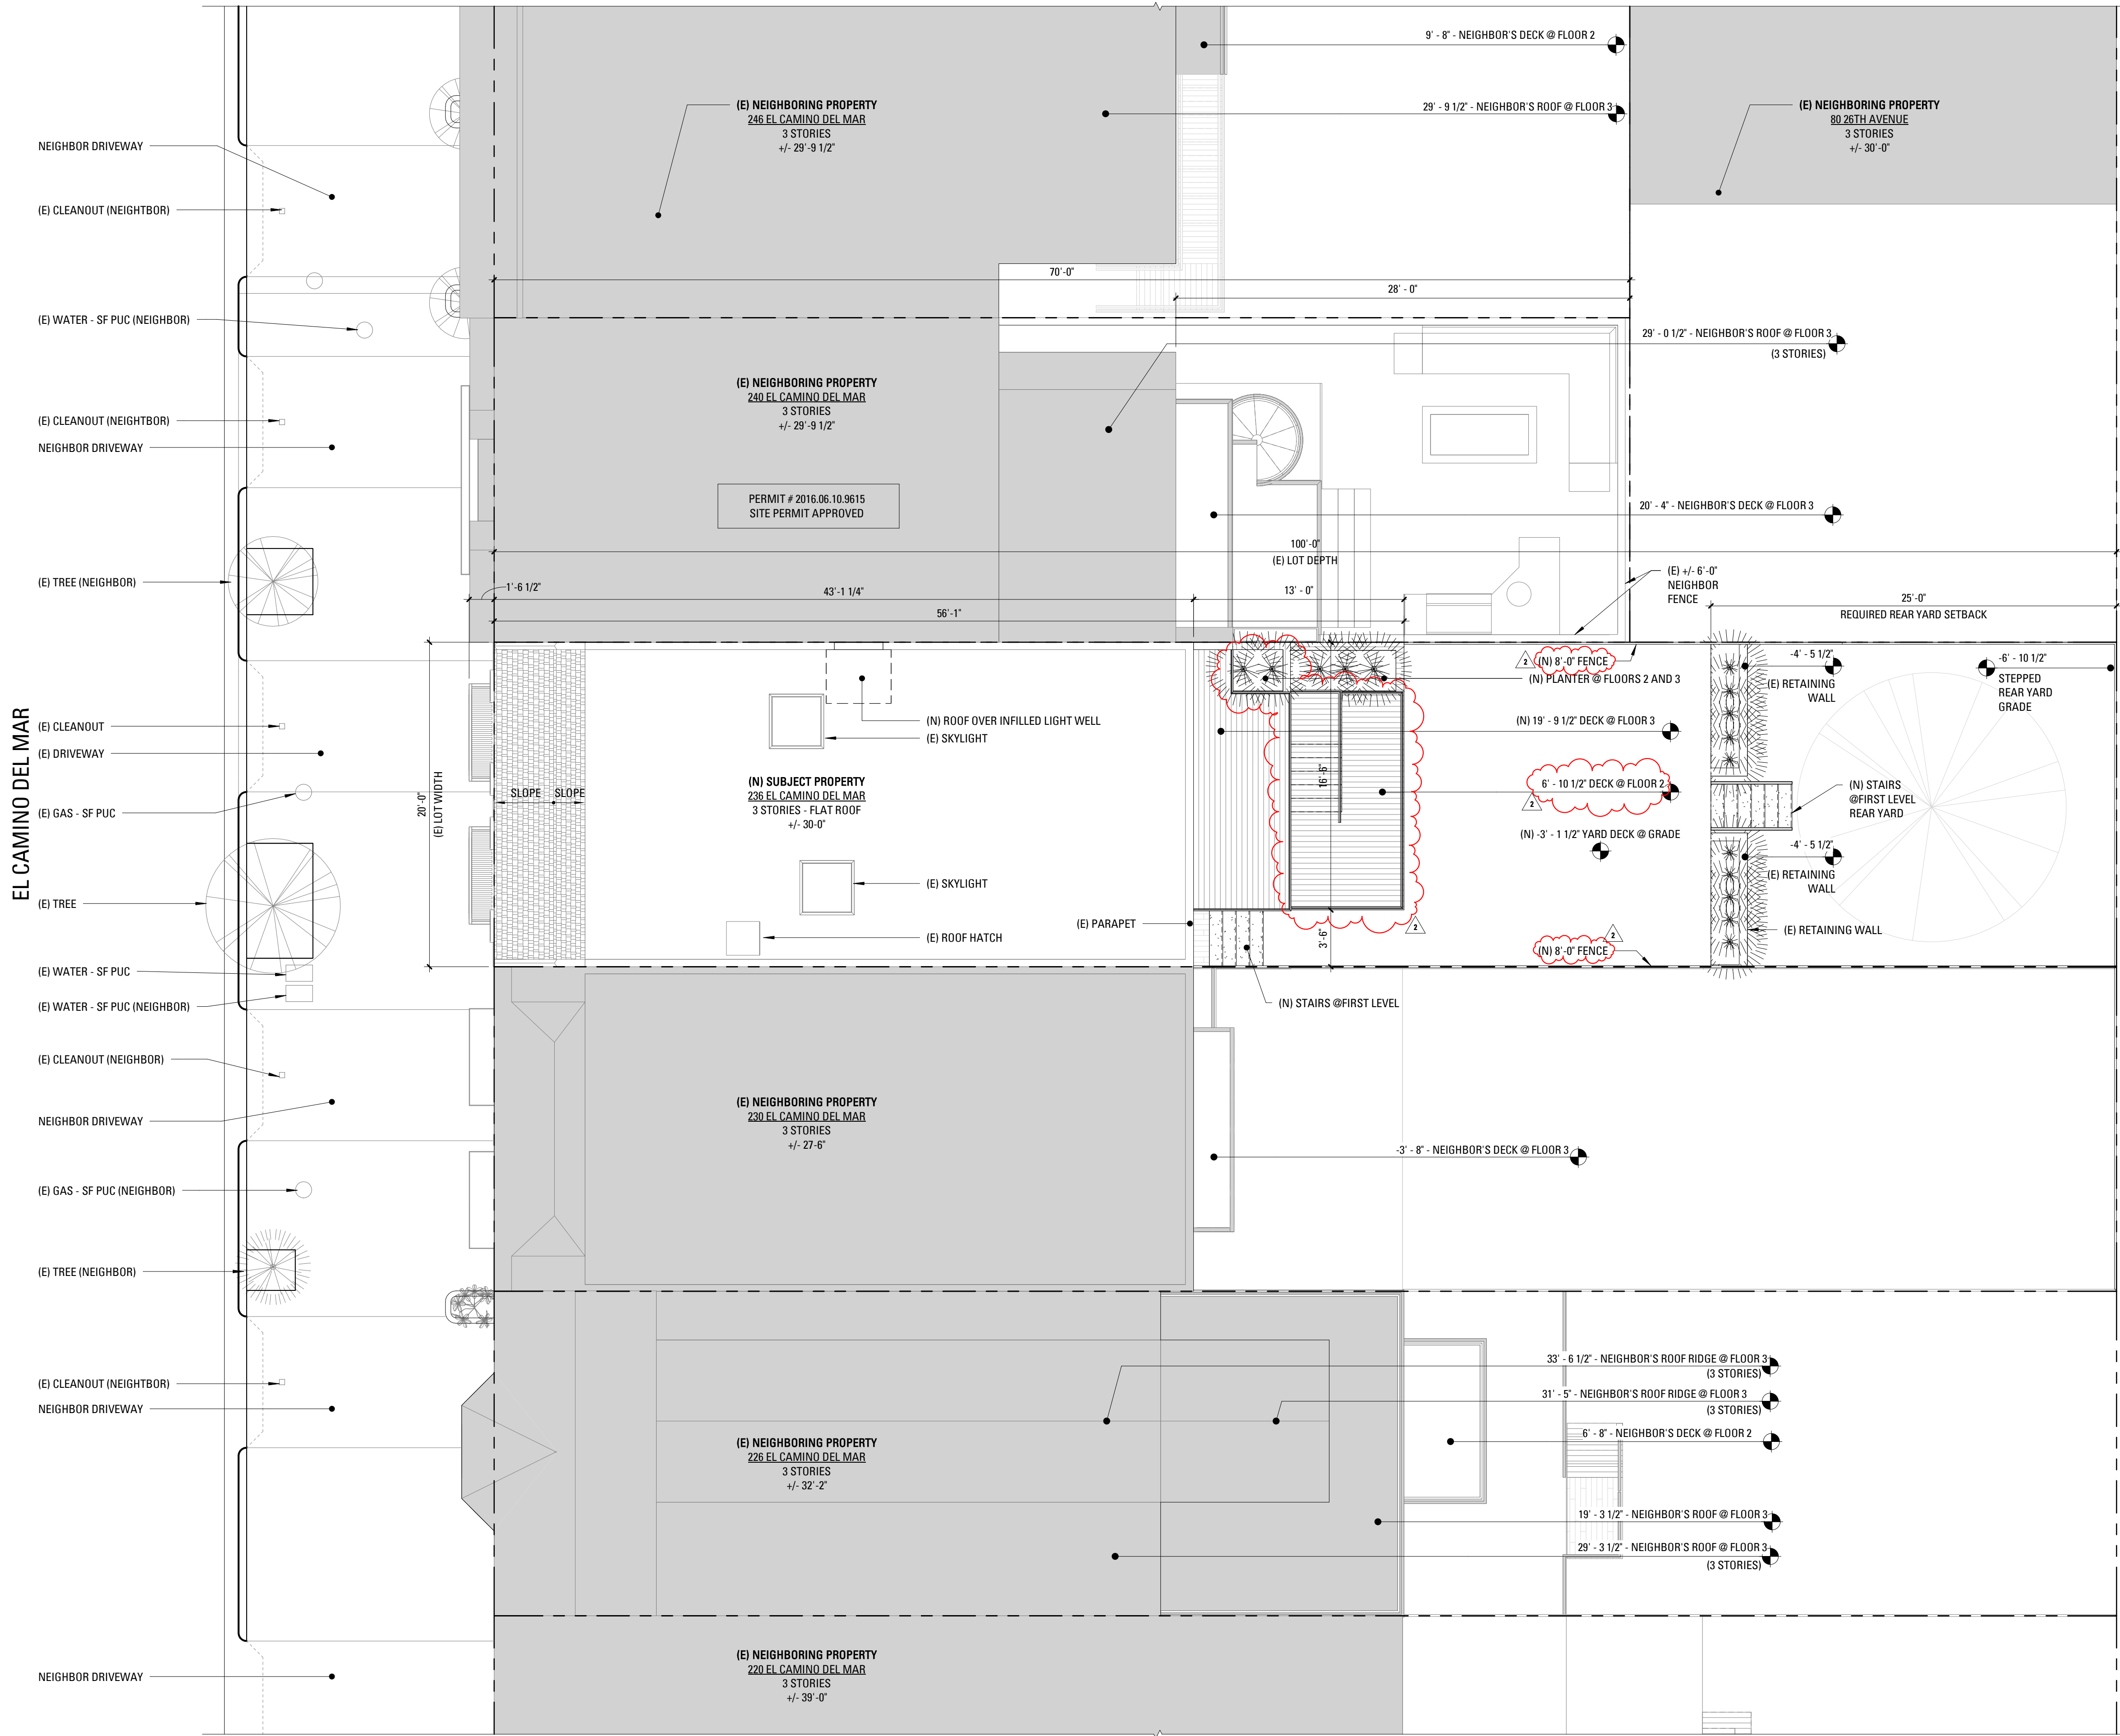 EL CAMINO DEL MAR
NEIGHBOR DRIVEWAY
(E) CLEANOUT (NEIGHTBOR)
(E) WATER - SF PUC (NEIGHBOR)
(E) CLEANOUT (NEIGHTBOR)
NEIGHBOR DRIVEWAY
(E) TREE (NEIGHBOR)
(E) CLEANOUT
(E) DRIVEWAY
(E) GAS - SF PUC
(E) TREE
(E) WATER - SF PUC
(E) WATER - SF PUC (NEIGHBOR)
(E) CLEANOUT (NEIGHBOR)
NEIGHBOR DRIVEWAY
(E) GAS - SF PUC (NEIGHBOR)
(E) TREE (NEIGHBOR)
(E) CLEANOUT (NEIGHTBOR)
NEIGHBOR DRIVEWAY
NEIGHBOR DRIVEWAY
(E) NEIGHBORING PROPERTY
246 EL CAMINO DEL MAR
3 STORIES
+/- 29'-9 1/2"
9' - 8" - NEIGHBOR'S DECK @ FLOOR 2
29' - 9 1/2" - NEIGHBOR'S ROOF @ FLOOR 3
(E) NEIGHBORING PROPERTY
80 26TH AVENUE
3 STORIES
+/- 30'-0"
70'-0"
28' - 0"
29' - 0 1/2" - NEIGHBOR'S ROOF @ FLOOR 3
(3 STORIES)
(E) NEIGHBORING PROPERTY
240 EL CAMINO DEL MAR
3 STORIES
+/- 29'-9 1/2"
PERMIT # 2016.06.10.9615
SITE PERMIT APPROVED
20' - 4" - NEIGHBOR'S DECK @ FLOOR 3
100'-0"
(E) LOT DEPTH
1'-6 1/2"
43'-1 1/4"
13' - 0"
56'-1"
(E) +/- 6'-0"
NEIGHBOR
FENCE
25'-0"
REQUIRED REAR YARD SETBACK
2
(N) 8'-0" FENCE
(N) PLANTER @ FLOORS 2 AND 3
-4' - 5 1/2"
(E) RETAINING
WALL
-6' - 10 1/2"
STEPPED
REAR YARD
GRADE
(N) ROOF OVER INFILLED LIGHT WELL
(E) SKYLIGHT
(N) 19' - 9 1/2" DECK @ FLOOR 3
20'-0"
(E) LOT WIDTH
SLOPE
SLOPE
(N) SUBJECT PROPERTY
236 EL CAMINO DEL MAR
3 STORIES - FLAT ROOF
+/- 30-0"
16'-6"
6' - 10 1/2" DECK @ FLOOR 2
2
(N) STAIRS
@FIRST LEVEL
REAR YARD
(N) -3' - 1 1/2" YARD DECK @ GRADE
-4' - 5 1/2"
(E) RETAINING
WALL
(E) SKYLIGHT
(E) PARAPET
(E) ROOF HATCH
3'-6"
2
2
(N) 8'-0" FENCE
(E) RETAINING WALL
(N) STAIRS @FIRST LEVEL
(E) NEIGHBORING PROPERTY
230 EL CAMINO DEL MAR
3 STORIES
+/- 27-6"
-3' - 8" - NEIGHBOR'S DECK @ FLOOR 3
33' - 6 1/2" - NEIGHBOR'S ROOF RIDGE @ FLOOR 3
(3 STORIES)
31' - 5" - NEIGHBOR'S ROOF RIDGE @ FLOOR 3
(3 STORIES)
6' - 8" - NEIGHBOR'S DECK @ FLOOR 2
(E) NEIGHBORING PROPERTY
226 EL CAMINO DEL MAR
3 STORIES
+/- 32'-2"
19' - 3 1/2" - NEIGHBOR'S ROOF @ FLOOR 3
29' - 3 1/2" - NEIGHBOR'S ROOF @ FLOOR 3
(3 STORIES)
(E) NEIGHBORING PROPERTY
220 EL CAMINO DEL MAR
3 STORIES
+/- 39'-0"